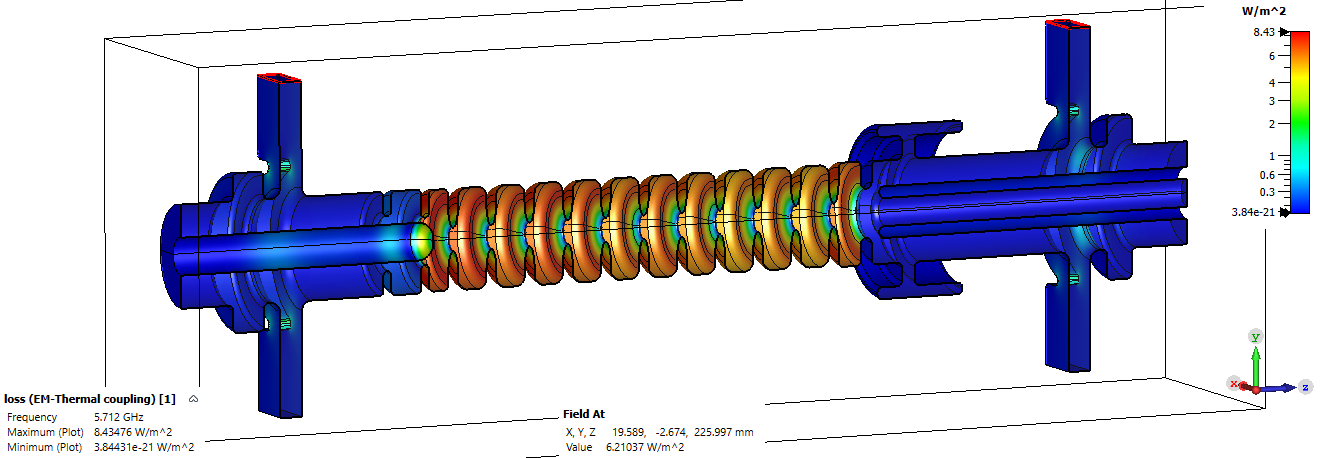 W/m^2
8.43
6
4
3
2
1
0.6
0.3
3.84e-21
y
x
z
loss (EM-Thermal coupling) [1]
Frequency 5.712 GHz
Maximum (Plot) 8.43476 W/m^2
Minimum (Plot) 3.84431e-21 W/m^2
Field At
X, Y, Z 19.589, -2.674, 225.997 mm
Value 6.21037 W/m^2